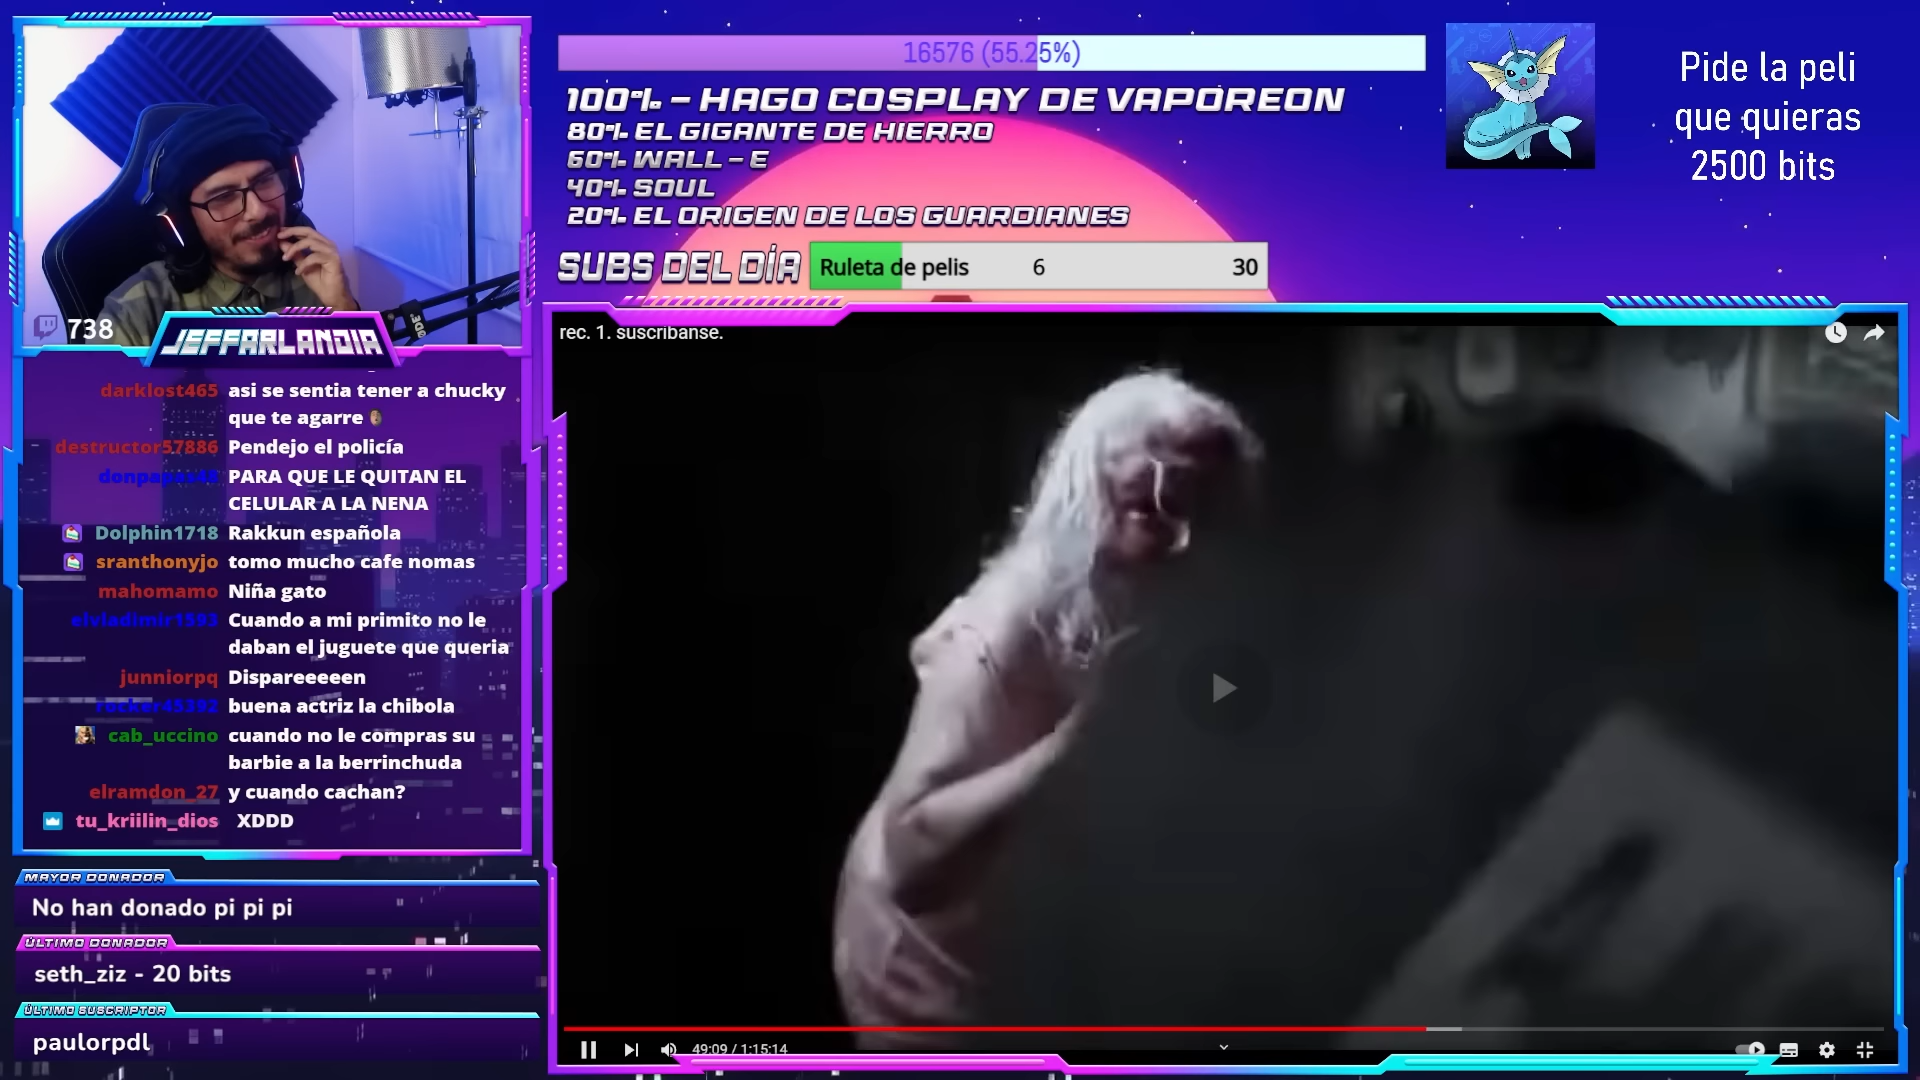 16576 (55.25%)
100% - HAGO COSPLAY DE VAPOREON
80% EL GIGANTE DE HIERRO
60% WALL - E
40% SOUL
20% EL ORIGEN DE LOS GUARDIANES
SUBS DEL DÍA
Ruleta de pelis 6 30
Pide la peli
que quieras
2500 bits
738
JEFFARLANDIA
darklost465 asi se sentia tener a chucky
que te agarre
destructor57886 Pendejo el policía
PARA QUE LE QUITAN EL
CELULAR A LA NENA
Dolphin1718 Rakkun española
sranthonyjo tomo mucho cafe nomas
mahomamo Niña gato
elvladimir1593 Cuando a mi primito no le
daban el juguete que queria
junniorpq Dispareeeeen
rocker45392 buena actriz la chibola
cab_uccino cuando no le compras su
barbie a la berrinchuda
elramdon_27 y cuando cachan?
tu_kriilin_dios XDDD
MAYOR DONADOR
No han donado pi pi pi
ÚLTIMO DONADOR
seth_ziz - 20 bits
ÚLTIMO SUSCRIPTOR
paulorpdl
rec. 1. suscribanse.
49:09 / 1:15:14